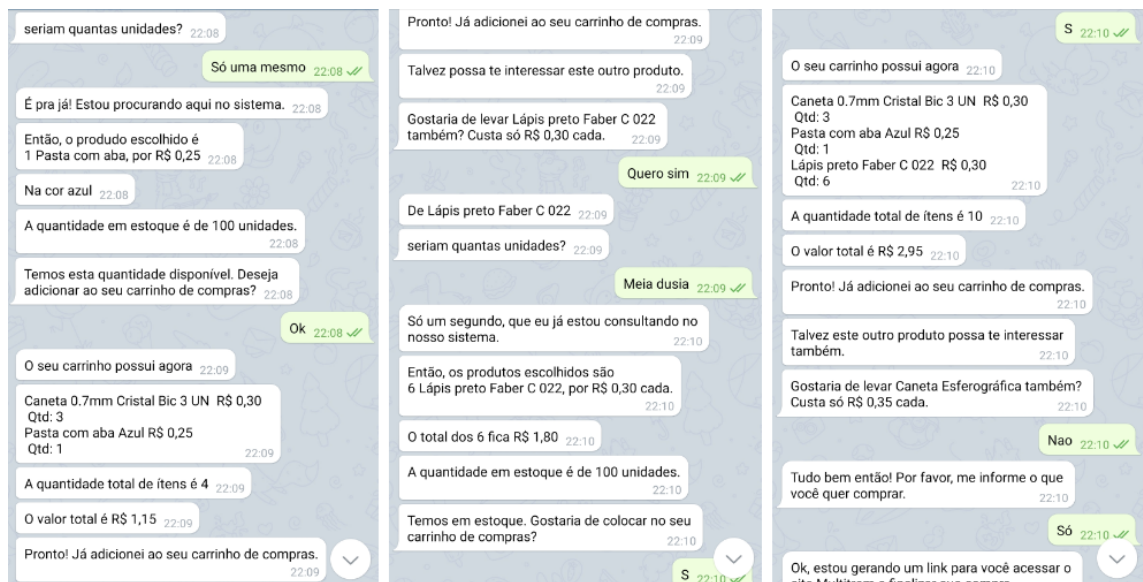 seriam quantas unidades? 22:08
Só uma mesmo 22:08
É pra já! Estou procurando aqui no sistema. 22:08
Então, o produdo escolhido é
1 Pasta com aba, por R$ 0,25 22:08
Na cor azul 22:08
A quantidade em estoque é de 100 unidades.
22:08
Temos esta quantidade disponível. Deseja
adicionar ao seu carrinho de compras? 22:08
Ok 22:08
O seu carrinho possui agora 22:09
Caneta 0.7mm Cristal Bic 3 UN R$ 0,30
Qtd: 3
Pasta com aba Azul R$ 0,25
Qtd: 1
22:09
A quantidade total de ítens é 4 22:09
O valor total é R$ 1,15 22:09
Pronto! Já adicionei ao seu carrinho de compras.
22:09
Pronto! Já adicionei ao seu carrinho de compras.
22:09
Talvez possa te interessar este outro produto.
22:09
Gostaria de levar Lápis preto Faber C 022
também? Custa só R$ 0,30 cada. 22:09
Quero sim 22:09
De Lápis preto Faber C 022 22:09
seriam quantas unidades? 22:09
Meia dusia 22:09
Só um segundo, que eu já estou consultando no
nosso sistema. 22:10
Então, os produtos escolhidos são
6 Lápis preto Faber C 022, por R$ 0,30 cada.
22:10
O total dos 6 fica R$ 1,80 22:10
A quantidade em estoque é de 100 unidades.
22:10
Temos em estoque. Gostaria de colocar no seu
carrinho de compras? 22:10
S 22:10
S 22:10
O seu carrinho possui agora 22:10
Caneta 0.7mm Cristal Bic 3 UN R$ 0,30
Qtd: 3
Pasta com aba Azul R$ 0,25
Qtd: 1
Lápis preto Faber C 022 R$ 0,30
Qtd: 6
22:10
A quantidade total de ítens é 10 22:10
O valor total é R$ 2,95 22:10
Pronto! Já adicionei ao seu carrinho de compras.
22:10
Talvez este outro produto possa te interessar
também. 22:10
Gostaria de levar Caneta Esferográfica também?
Custa só R$ 0,35 cada. 22:10
Nao 22:10
Tudo bem então! Por favor, me informe o que
você quer comprar. 22:10
Só 22:10
Ok, estou gerando um link para você acessar o